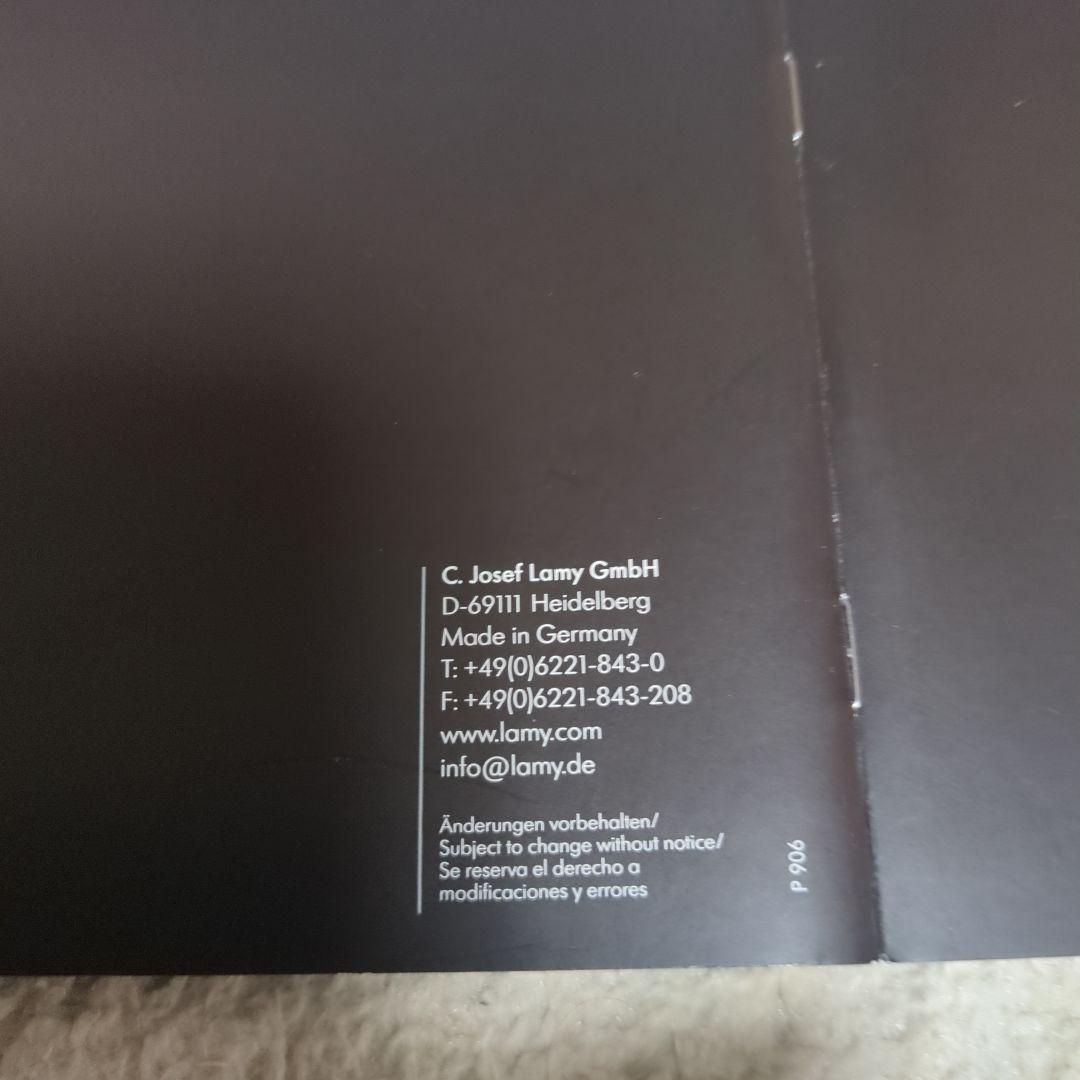 C. Josef Lamy GmbH
D-69111 Heidelberg
Made in Germany
T: +49(0)6221-843-0
F: +49(0)6221-843-208
www.lamy.com
info@lamy.de
Änderungen vorbehalten/
Subject to change without notice/
Se reserva el derecho a
modificaciones y errores
P 906